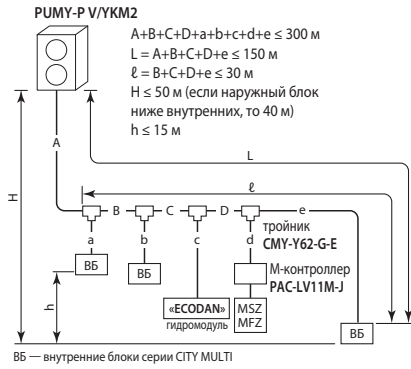 PUMY-P V/YKM2
A+B+C+D+a+b+c+d+e ≤ 300 м
L = A+B+C+D+e ≤ 150 м
ℓ = B+C+D+e ≤ 30 м
H ≤ 50 м (если наружный блок
ниже внутренних, то 40 м)
h ≤ 15 м
A
L
H
ℓ
B
C
D
e
a
b
c
d
тройник
CMY-Y62-G-E
ВБ
ВБ
М-контроллер
PAC-LV11M-J
h
«ECODAN»
гидромодуль
MSZ
MFZ
ВБ
ВБ — внутренние блоки серии CITY MULTI